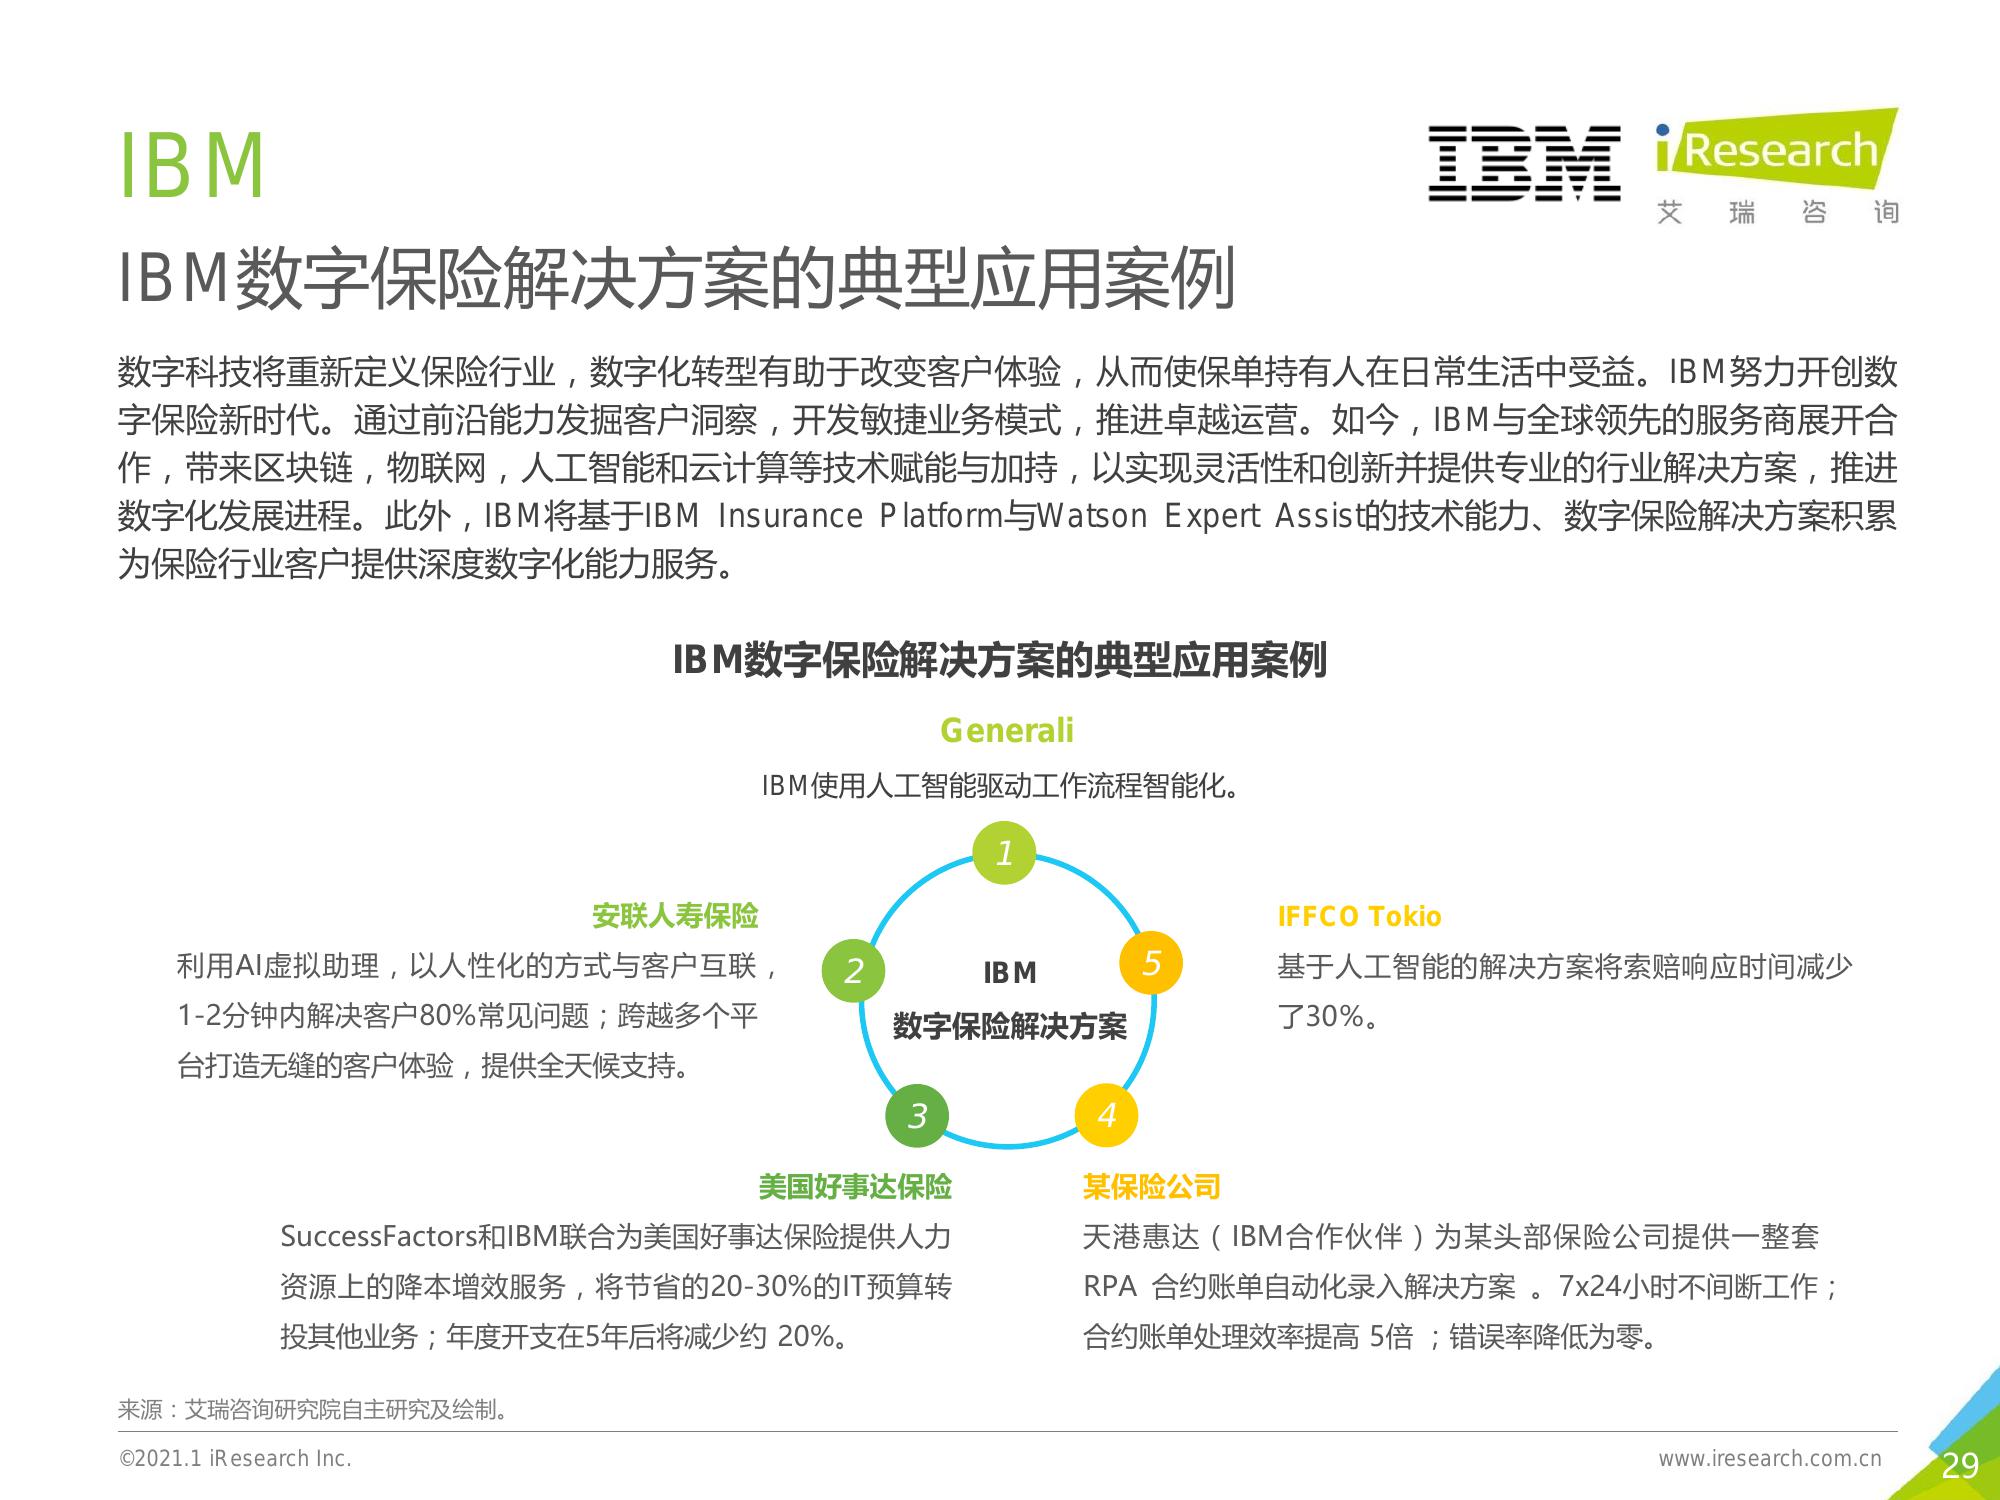 IBM
IBM
iResearch
艾瑞咨询
IBM数字保险解决方案的典型应用案例
数字科技将重新定义保险行业，数字化转型有助于改变客户体验，从而使保单持有人在日常生活中受益。IBM努力开创数
字保险新时代。通过前沿能力发掘客户洞察，开发敏捷业务模式，推进卓越运营。如今，IBM与全球领先的服务商展开合
作，带来区块链，物联网，人工智能和云计算等技术赋能与加持，以实现灵活性和创新并提供专业的行业解决方案，推进
数字化发展进程。此外，IBM将基于IBM Insurance Platform与Watson Expert Assist的技术能力、数字保险解决方案积累
为保险行业客户提供深度数字化能力服务。
IBM数字保险解决方案的典型应用案例
Generali
IBM使用人工智能驱动工作流程智能化。
1
安联人寿保险
利用AI虚拟助理，以人性化的方式与客户互联，
1-2分钟内解决客户80%常见问题；跨越多个平
台打造无缝的客户体验，提供全天候支持。
2
IBM
数字保险解决方案
5
IFFCO Tokio
基于人工智能的解决方案将索赔响应时间减少
了30%。
3
4
美国好事达保险
SuccessFactors和IBM联合为美国好事达保险提供人力
资源上的降本增效服务，将节省的20-30%的IT预算转
投其他业务；年度开支在5年后将减少约 20%。
某保险公司
天港惠达（IBM合作伙伴）为某头部保险公司提供一整套
RPA 合约账单自动化录入解决方案 。7x24小时不间断工作；
合约账单处理效率提高 5倍 ；错误率降低为零。
来源：艾瑞咨询研究院自主研究及绘制。
©2021.1 iResearch Inc.
www.iresearch.com.cn
29